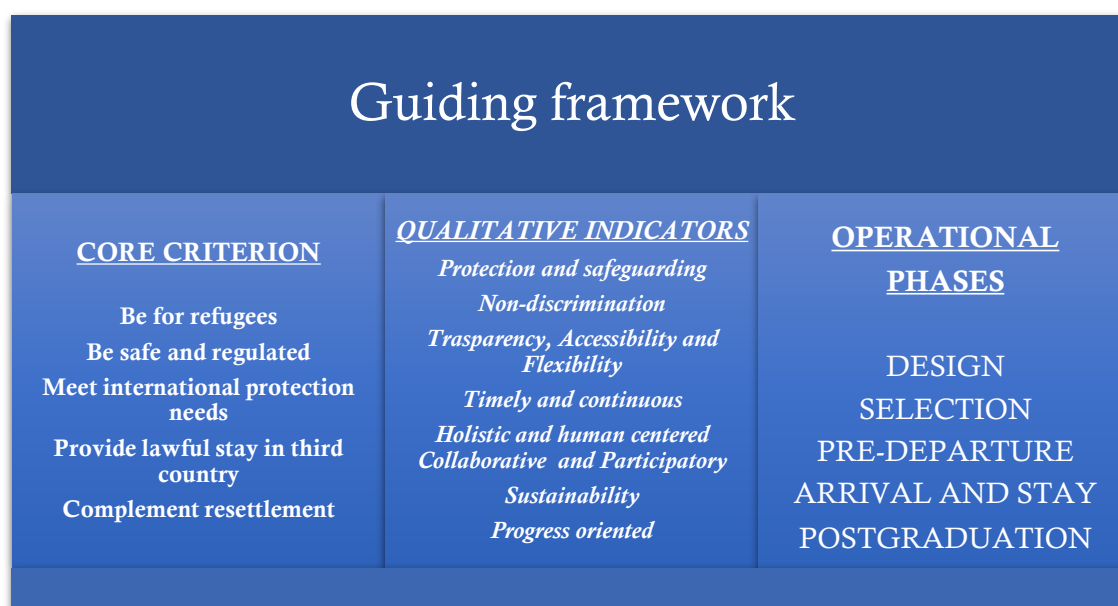 Guiding framework
CORE CRITERION
Be for refugees
Be safe and regulated
Meet international protection
needs
Provide lawful stay in third
country
Complement resettlement
QUALITATIVE INDICATORS
Protection and safeguarding
Non-discrimination
Trasparency, Accessibility and
Flexibility
Timely and continuous
Holistic and human centered
Collaborative and Participatory
Sustainability
Progress oriented
OPERATIONAL
PHASES
DESIGN
SELECTION
PRE-DEPARTURE
ARRIVAL AND STAY
POSTGRADUATION